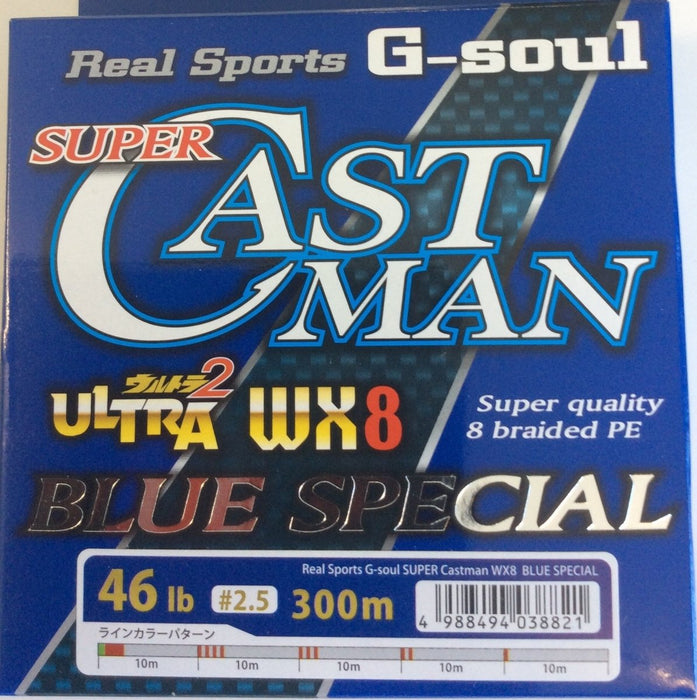 Real Sports G-soul
SUPER
CAST
MAN
ウルトラ2
ULTRA WX8
Super quality
8 braided PE
BLUE SPECIAL
Real Sports G-soul SUPER Castman WX8 BLUE SPECIAL
46 lb #2.5 300m
4 988494 038821
ラインカラーパターン
10m 10m 10m 10m 10m